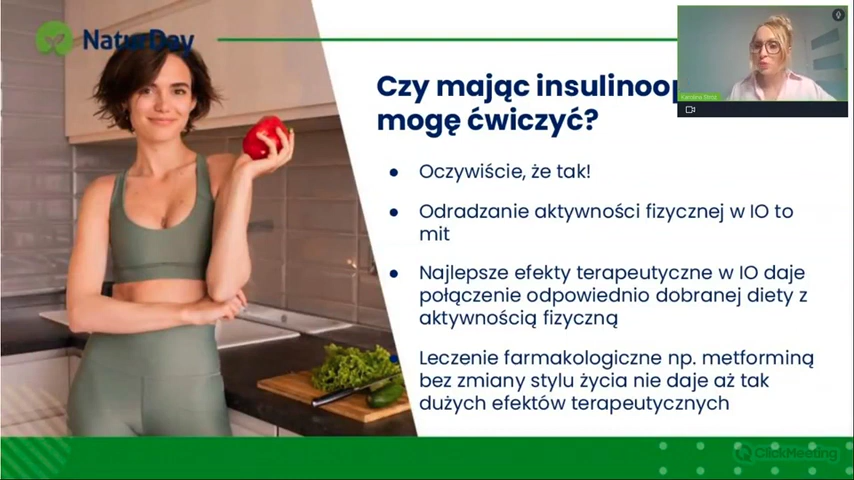 NaturDay
Czy mając insulinoop
mogę ćwiczyć?
Oczywiście, że tak!
Odradzanie aktywności fizycznej w IO to
mit
Najlepsze efekty terapeutyczne w IO daje
połączenie odpowiednio dobranej diety z
aktywnością fizyczną
Leczenie farmakologiczne np. metforminą
bez zmiany stylu życia nie daje aż tak
dużych efektów terapeutycznych
ClickMeeting